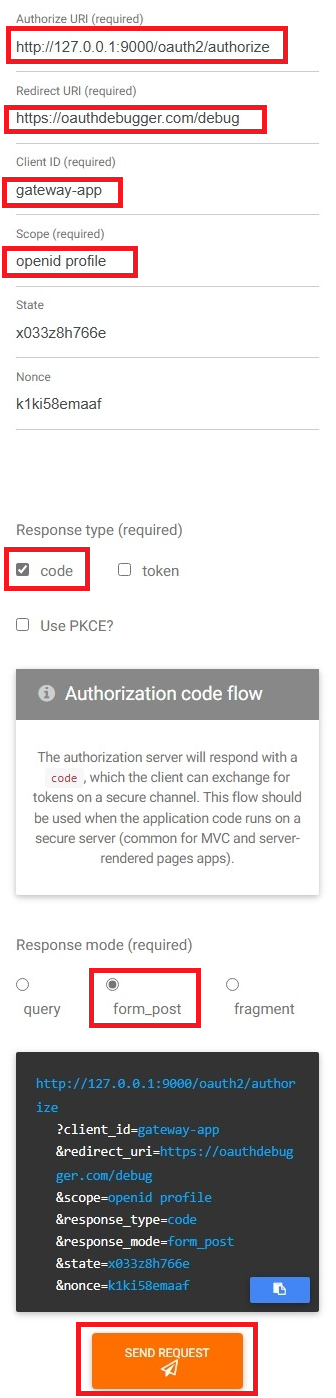 Authorize URI (required)
http://127.0.0.1:9000/oauth2/authorize
Redirect URI (required)
https://oauthdebugger.com/debug
Client ID (required)
gateway-app
Scope (required)
openid profile
State
x033z8h766e
Nonce
k1ki58emaaf
Response type (required)
code token
Use PKCE?
Authorization code flow
The authorization server will respond with a
code , which the client can exchange for
tokens on a secure channel. This flow should
be used when the application code runs on a
secure server (common for MVC and server-
rendered pages apps).
Response mode (required)
query form_post fragment
http://127.0.0.1:9000/oauth2/author
ize
?client_id=gateway-app
&redirect_uri=https://oauthdebug
ger.com/debug
&scope=openid profile
&response_type=code
&response_mode=form_post
&state=x033z8h766e
&nonce=k1ki58emaaf
SEND REQUEST